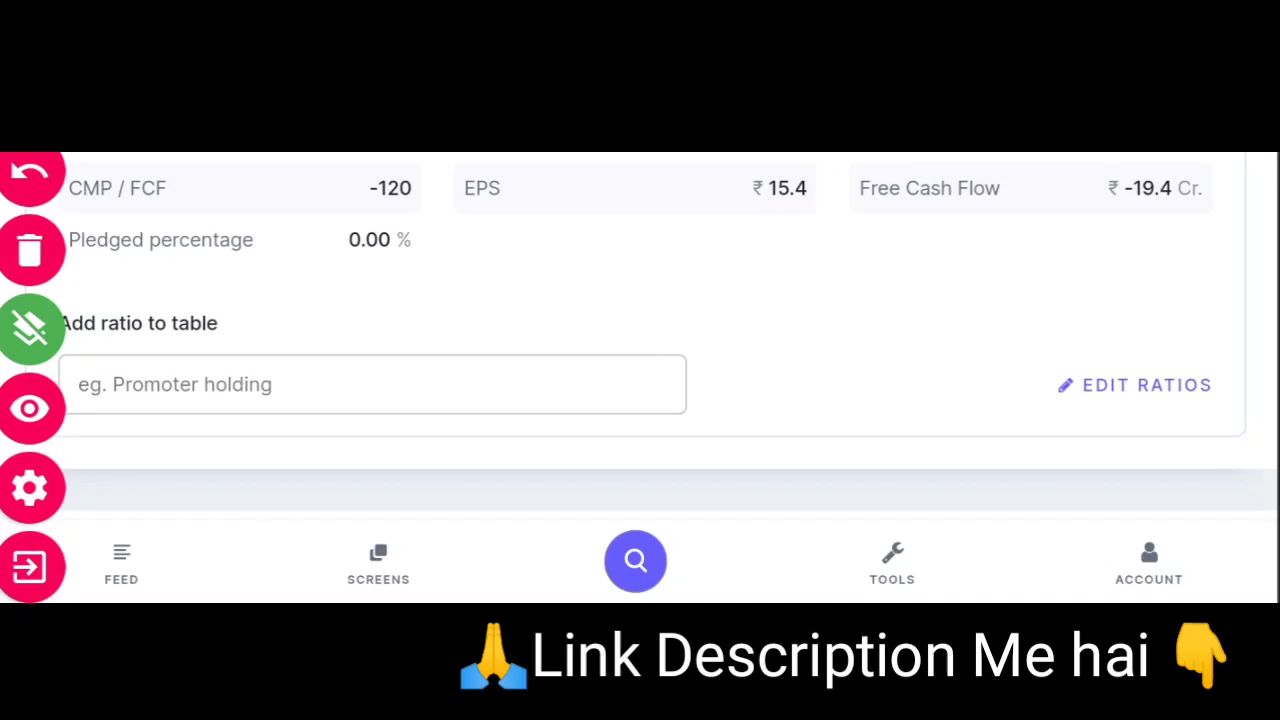 CMP / FCF -120 EPS ₹ 15.4 Free Cash Flow ₹ -19.4 Cr.
Pledged percentage 0.00 %
Add ratio to table
eg. Promoter holding
EDIT RATIOS
FEED SCREENS TOOLS ACCOUNT
🙏Link Description Me hai 👇